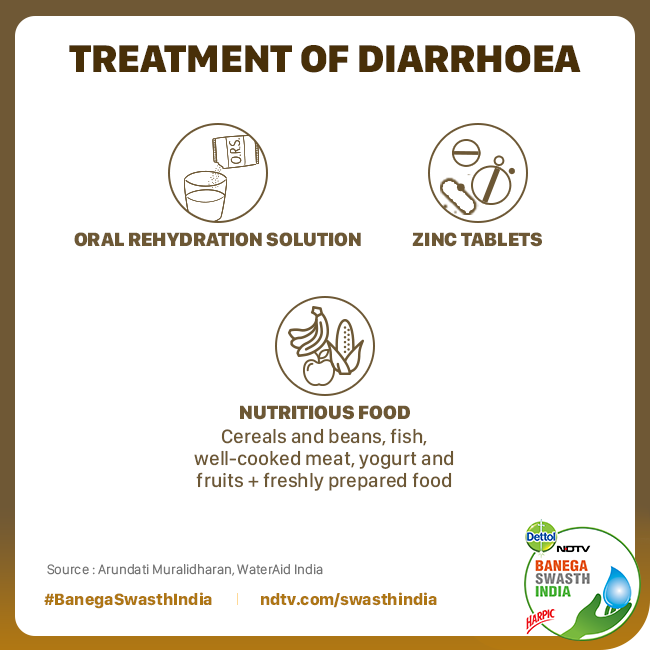 TREATMENT OF DIARRHOEA
O.R.S.
ORAL REHYDRATION SOLUTION
ZINC TABLETS
NUTRITIOUS FOOD
Cereals and beans, fish,
well-cooked meat, yogurt and
fruits + freshly prepared food
Source : Arundati Muralidharan, WaterAid India
#BanegaSwasthIndia
ndtv.com/swasthindia
Dettol
NDTV
BANEGA
SWASTH
INDIA
HARPIC